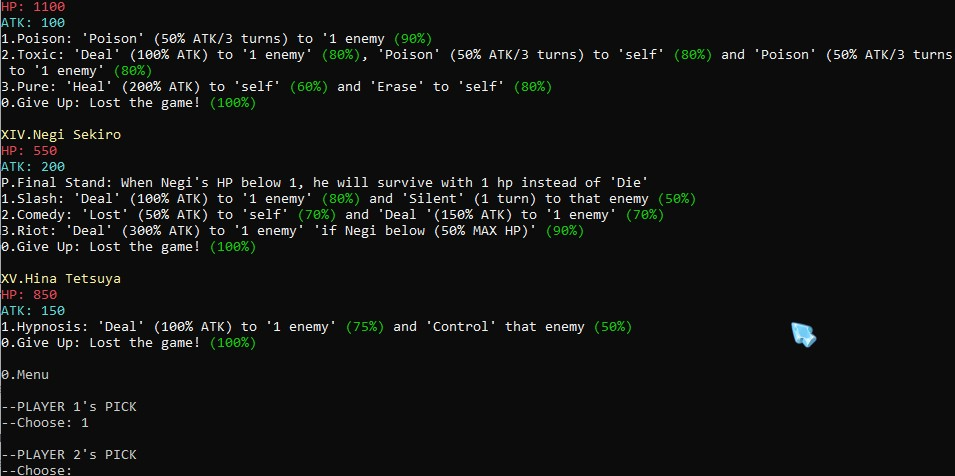 HP: 1100
ATK: 100
1.Poison: 'Poison' (50% ATK/3 turns) to '1 enemy (90%)
2.Toxic: 'Deal' (100% ATK) to '1 enemy' (80%), 'Poison' (50% ATK/3 turns) to 'self' (80%) and 'Poison' (50% ATK/3 turns
) to '1 enemy' (80%)
3.Pure: 'Heal' (200% ATK) to 'self' (60%) and 'Erase' to 'self' (80%)
0.Give Up: Lost the game! (100%)
XIV.Negi Sekiro
HP: 550
ATK: 200
P.Final Stand: When Negi's HP below 1, he will survive with 1 hp instead of 'Die'
1.Slash: 'Deal' (100% ATK) to '1 enemy' (80%) and 'Silent' (1 turn) to that enemy (50%)
2.Comedy: 'Lost' (50% ATK) to 'self' (70%) and 'Deal '(150% ATK) to '1 enemy' (70%)
3.Riot: 'Deal' (300% ATK) to '1 enemy' 'if Negi below (50% MAX HP)' (90%)
0.Give Up: Lost the game! (100%)
XV.Hina Tetsuya
HP: 850
ATK: 150
1.Hypnosis: 'Deal' (100% ATK) to '1 enemy' (75%) and 'Control' that enemy (50%)
0.Give Up: Lost the game! (100%)
0.Menu
--PLAYER 1's PICK
--Choose: 1
--PLAYER 2's PICK
--Choose: